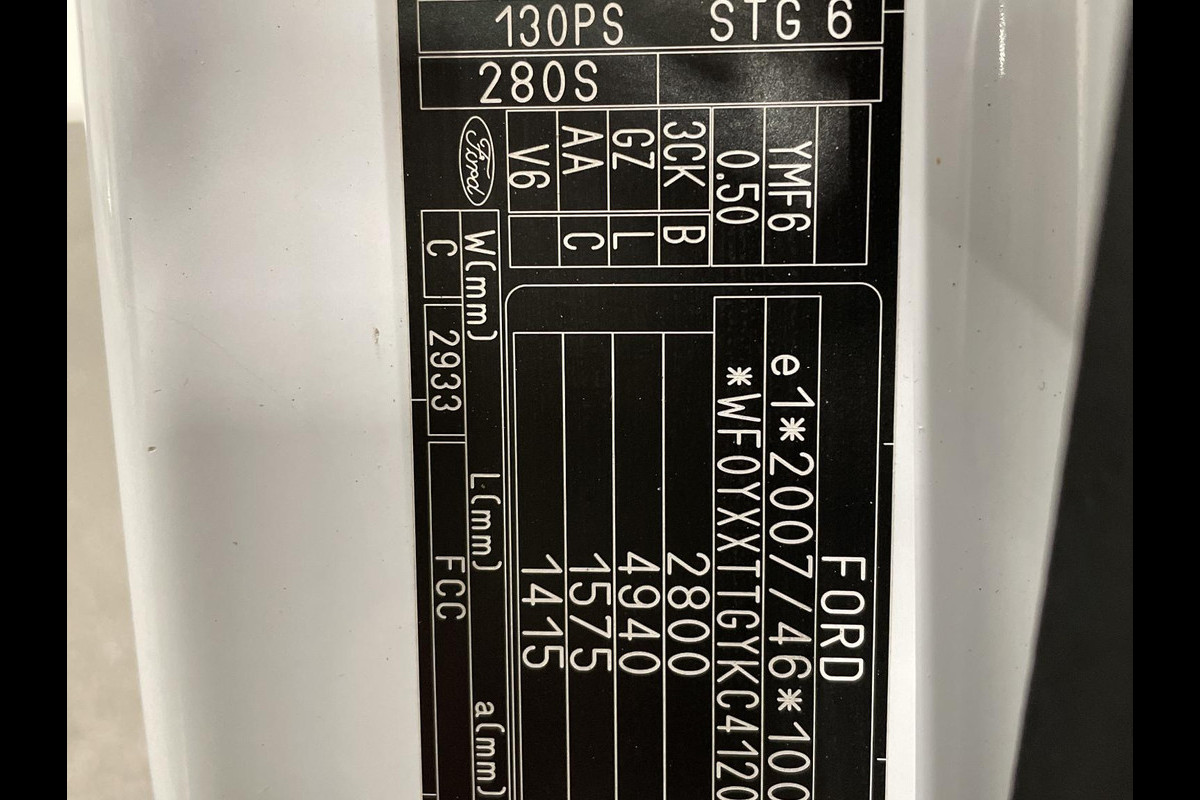 130PS STG 6
280S
YMF6
0.50
3CK B
GZ L
AA C
V6
Ford
FORD
e1*2007/46*100
*WF0YXXTTGYKC4120
2800
4940
1575
1415
W(mm) L(mm) a(mm)
C 2933 FCC